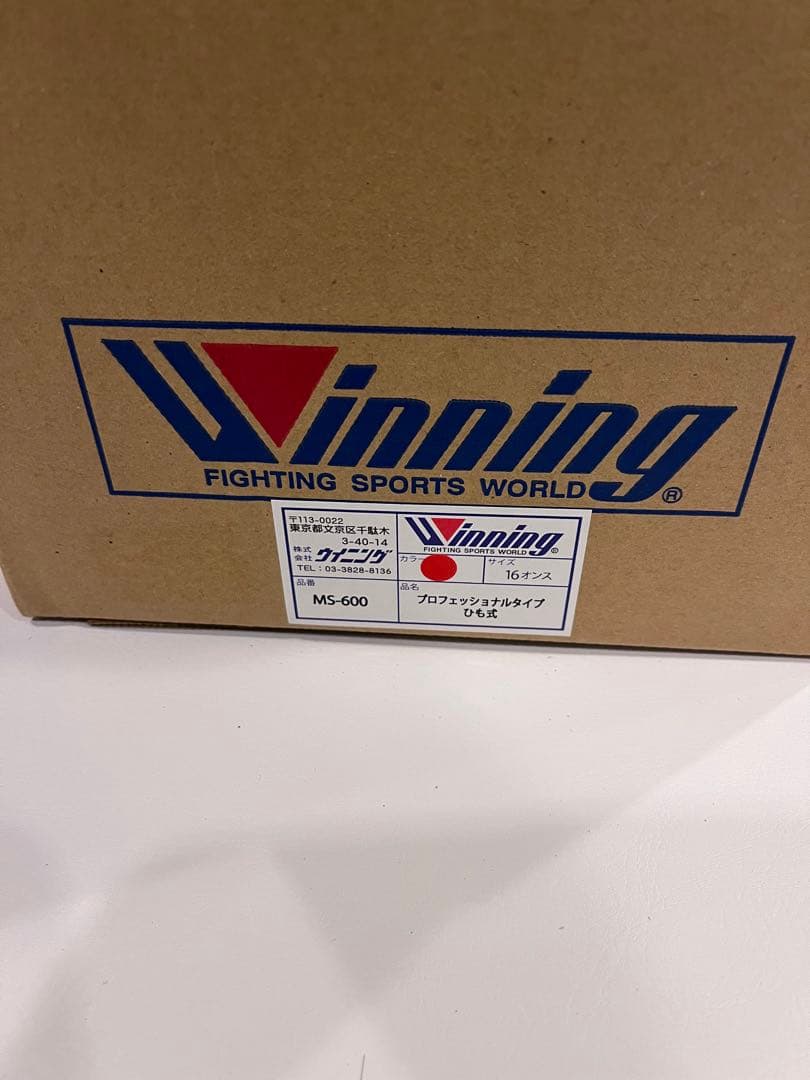 Winning
FIGHTING SPORTS WORLD®
〒113-0022
東京都文京区千駄木
3-40-14
株式会社 ウイニング
TEL：03-3828-8136
Winning
FIGHTING SPORTS WORLD®
カラー
サイズ
16オンス
品番
MS-600
品名
プロフェッショナルタイプ
ひも式